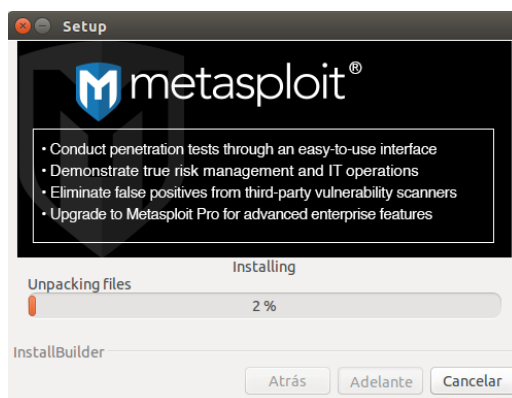 Setup
metasploit®
• Conduct penetration tests through an easy-to-use interface
• Demonstrate true risk management and IT operations
• Eliminate false positives from third-party vulnerability scanners
• Upgrade to Metasploit Pro for advanced enterprise features
Installing
Unpacking files
2 %
InstallBuilder
Atrás Adelante Cancelar